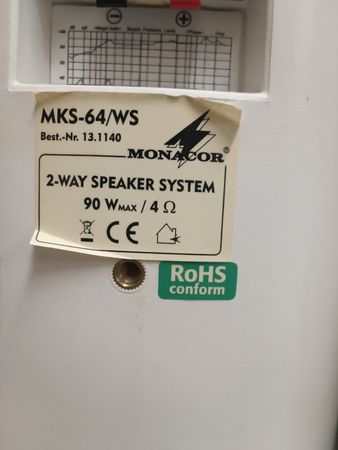 MKS-64/WS
Best.-Nr. 13.1140
MONACOR®
2-WAY SPEAKER SYSTEM
90 WMAX / 4 Ω
CE
RoHS
conform